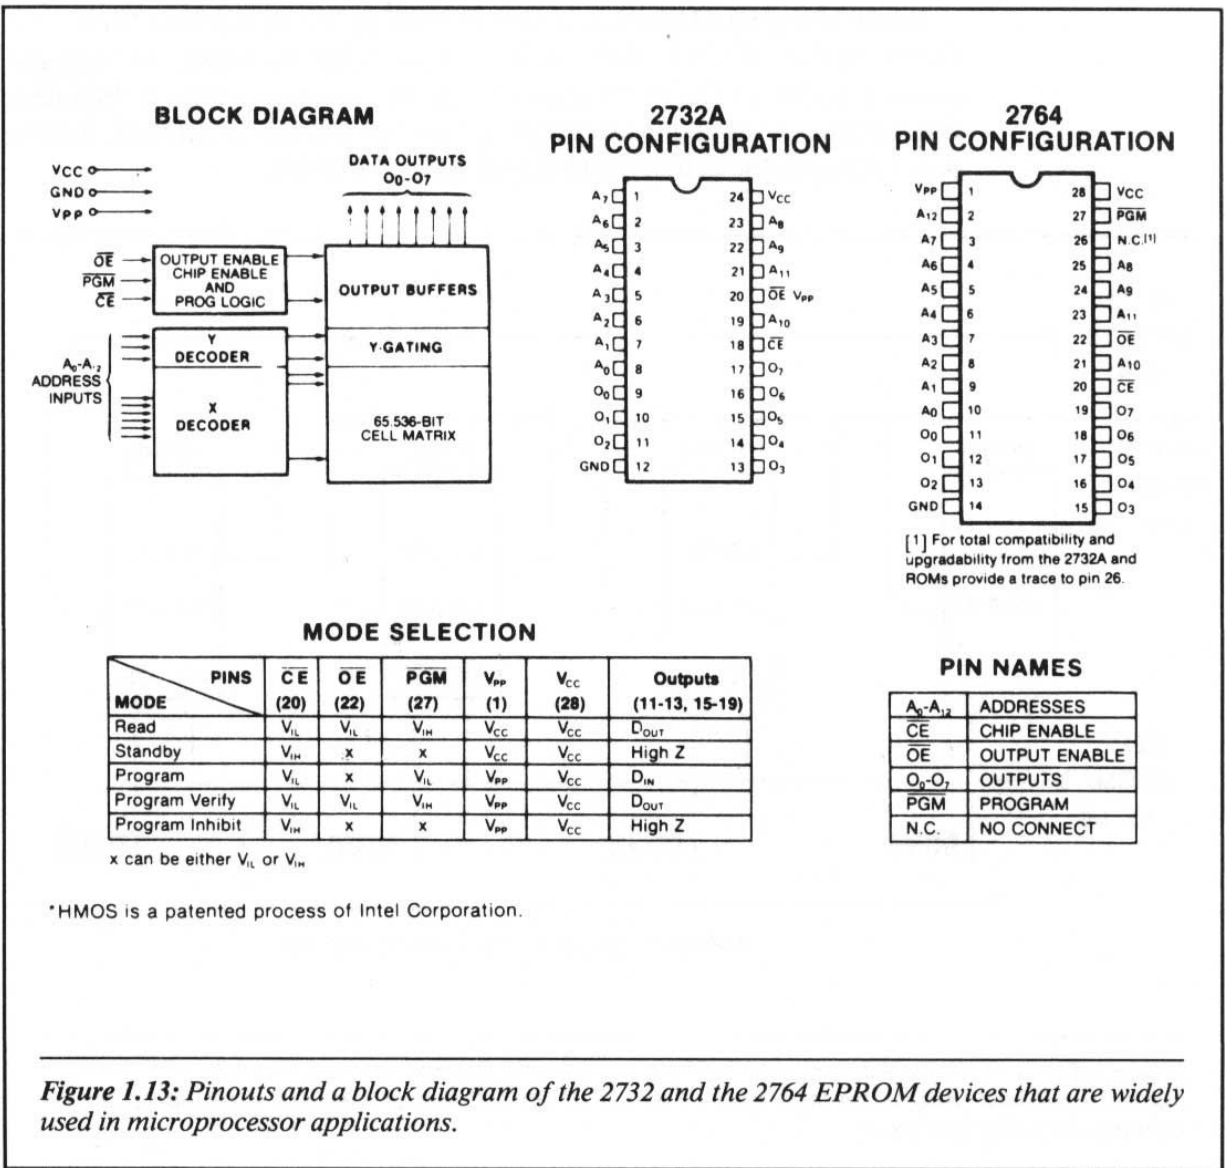 BLOCK DIAGRAM
VCC
GND
VPP
DATA OUTPUTS
O0-O7
OE
PGM
CE
OUTPUT ENABLE
CHIP ENABLE
AND
PROG LOGIC
OUTPUT BUFFERS
Y
DECODER
Y-GATING
A0-A12
ADDRESS
INPUTS
X
DECODER
65.536-BIT
CELL MATRIX
2732A
PIN CONFIGURATION
A7 1 24 VCC
A6 2 23 A8
A5 3 22 A9
A4 4 21 A11
A3 5 20 OE VPP
A2 6 19 A10
A1 7 18 CE
A0 8 17 O7
O0 9 16 O6
O1 10 15 O5
O2 11 14 O4
GND 12 13 O3
2764
PIN CONFIGURATION
VPP 1 28 VCC
A12 2 27 PGM
A7 3 26 N.C.[1]
A6 4 25 A8
A5 5 24 A9
A4 6 23 A11
A3 7 22 OE
A2 8 21 A10
A1 9 20 CE
A0 10 19 O7
O0 11 18 O6
O1 12 17 O5
O2 13 16 O4
GND 14 15 O3
[1] For total compatibility and
upgradability from the 2732A and
ROMs provide a trace to pin 26.
MODE SELECTION
PINS CE OE PGM VPP VCC Outputs
MODE (20) (22) (27) (1) (28) (11-13, 15-19)
Read VIL VIL VIH VCC VCC DOUT
Standby VIH x x VCC VCC High Z
Program VIL x VIL VPP VCC DIN
Program Verify VIL VIL VIH VPP VCC DOUT
Program Inhibit VIH x x VPP VCC High Z
x can be either VIL or VIH
PIN NAMES
A0-A12 ADDRESSES
CE CHIP ENABLE
OE OUTPUT ENABLE
O0-O7 OUTPUTS
PGM PROGRAM
N.C. NO CONNECT
*HMOS is a patented process of Intel Corporation.
Figure 1.13: Pinouts and a block diagram of the 2732 and the 2764 EPROM devices that are widely
used in microprocessor applications.